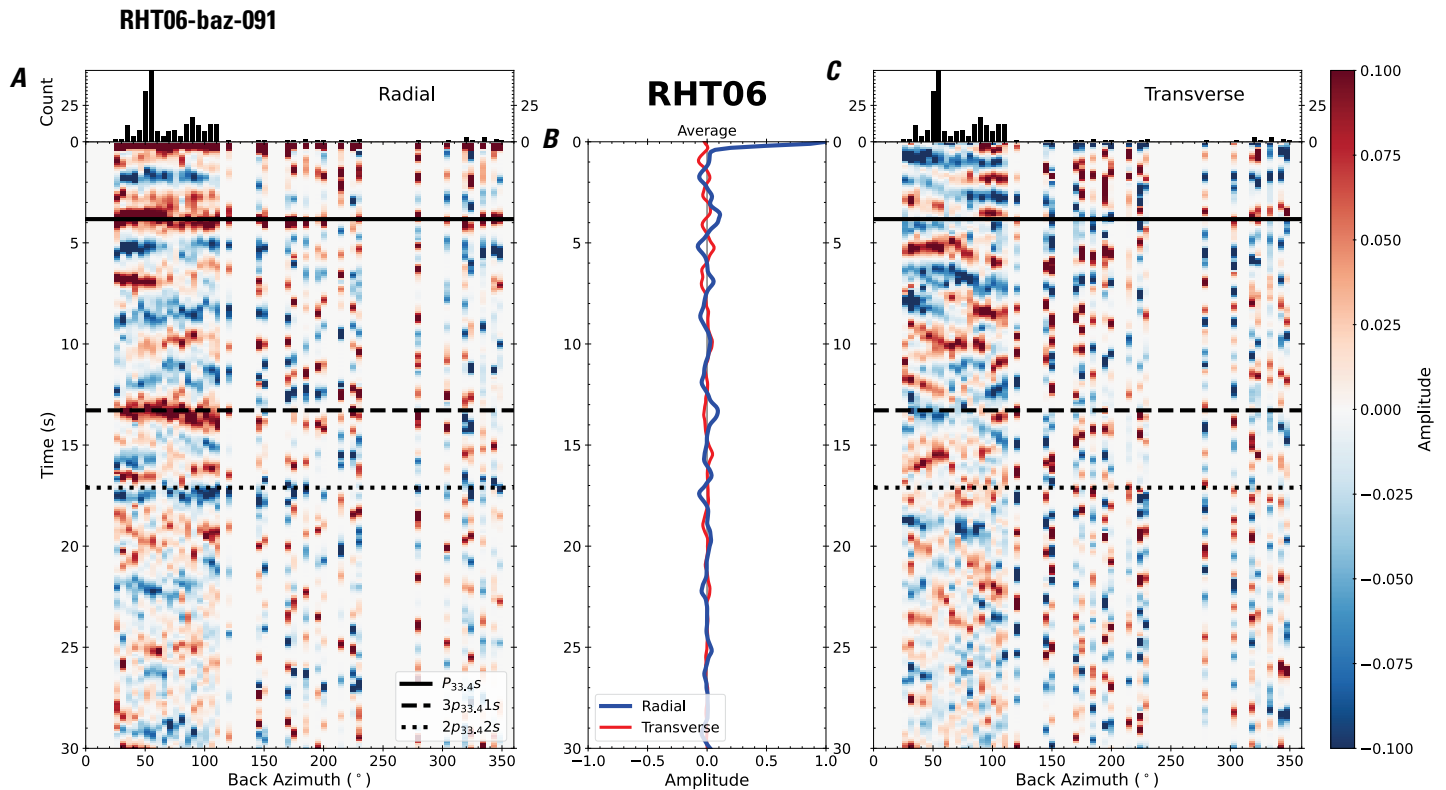 RHT06-baz-091
A
Count
25
0
Radial
25
0
RHT06
Average
C
Transverse
25
0
B
0
5
10
15
20
25
30
Time (s)
P33.4s
3p33.41s
2p33.42s
0 50 100 150 200 250 300 350
Back Azimuth (°)
0
5
10
15
20
25
30
Radial
Transverse
−1.0 −0.5 0.0 0.5 1.0
Amplitude
0
5
10
15
20
25
30
0 50 100 150 200 250 300 350
Back Azimuth (°)
0.100
0.075
0.050
0.025
0.000
−0.025
−0.050
−0.075
−0.100
Amplitude